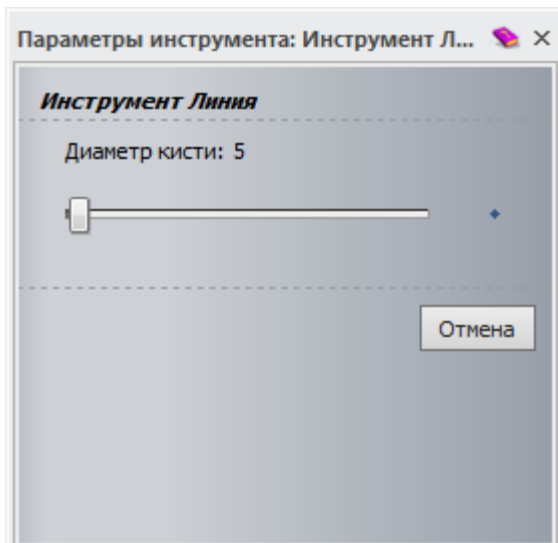 Параметры инструмента: Инструмент Л...
Инструмент Линия
Диаметр кисти: 5
Отмена